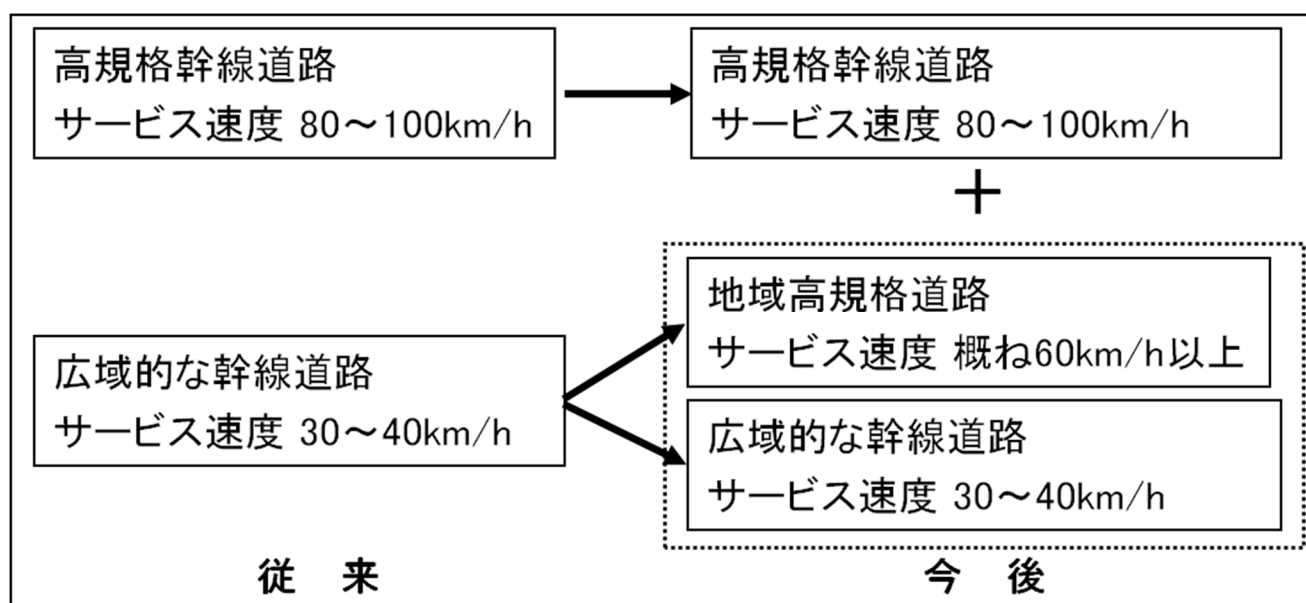 高規格幹線道路
サービス速度 80～100km/h
高規格幹線道路
サービス速度 80～100km/h
＋
地域高規格道路
サービス速度 概ね60km/h以上
広域的な幹線道路
サービス速度 30～40km/h
広域的な幹線道路
サービス速度 30～40km/h
従 来
今 後